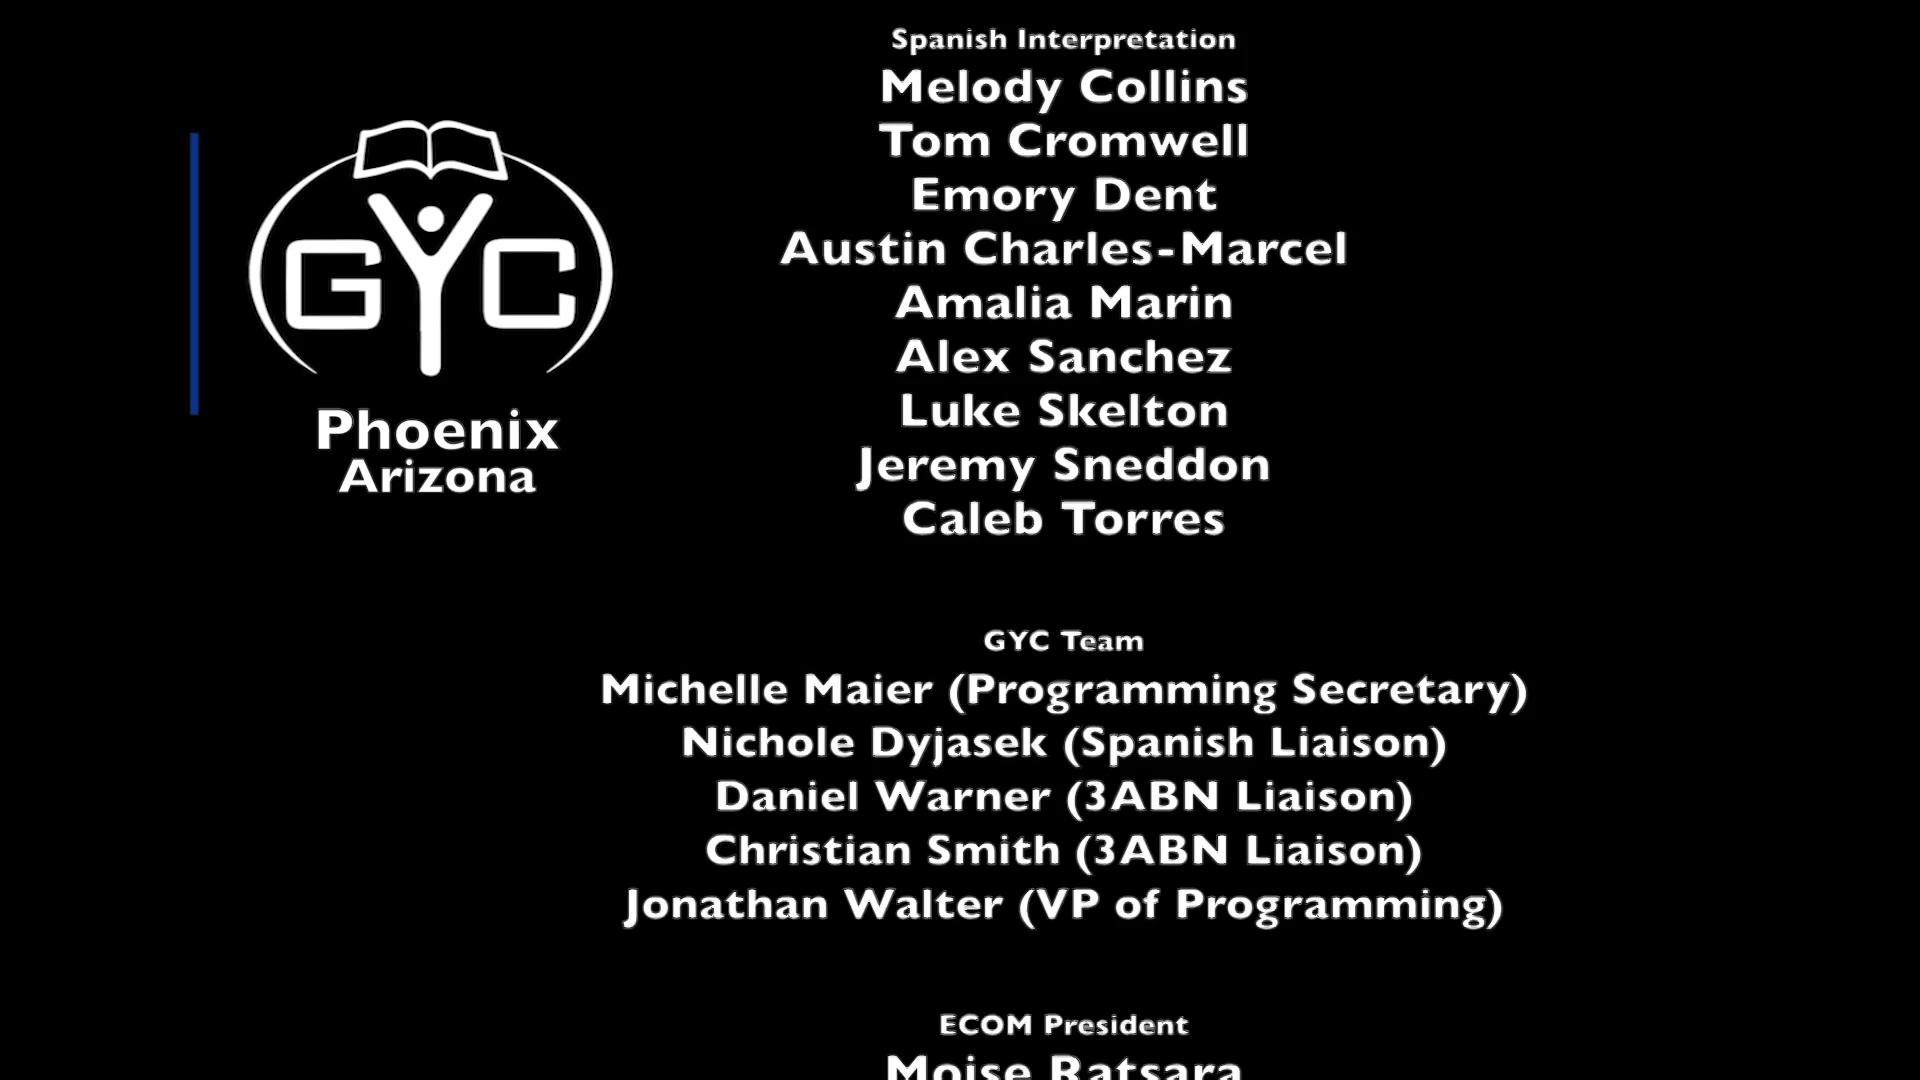 GYC
Phoenix
Arizona
Spanish Interpretation
Melody Collins
Tom Cromwell
Emory Dent
Austin Charles-Marcel
Amalia Marin
Alex Sanchez
Luke Skelton
Jeremy Sneddon
Caleb Torres
GYC Team
Michelle Maier (Programming Secretary)
Nichole Dyjasek (Spanish Liaison)
Daniel Warner (3ABN Liaison)
Christian Smith (3ABN Liaison)
Jonathan Walter (VP of Programming)
ECOM President
Moise Ratsara